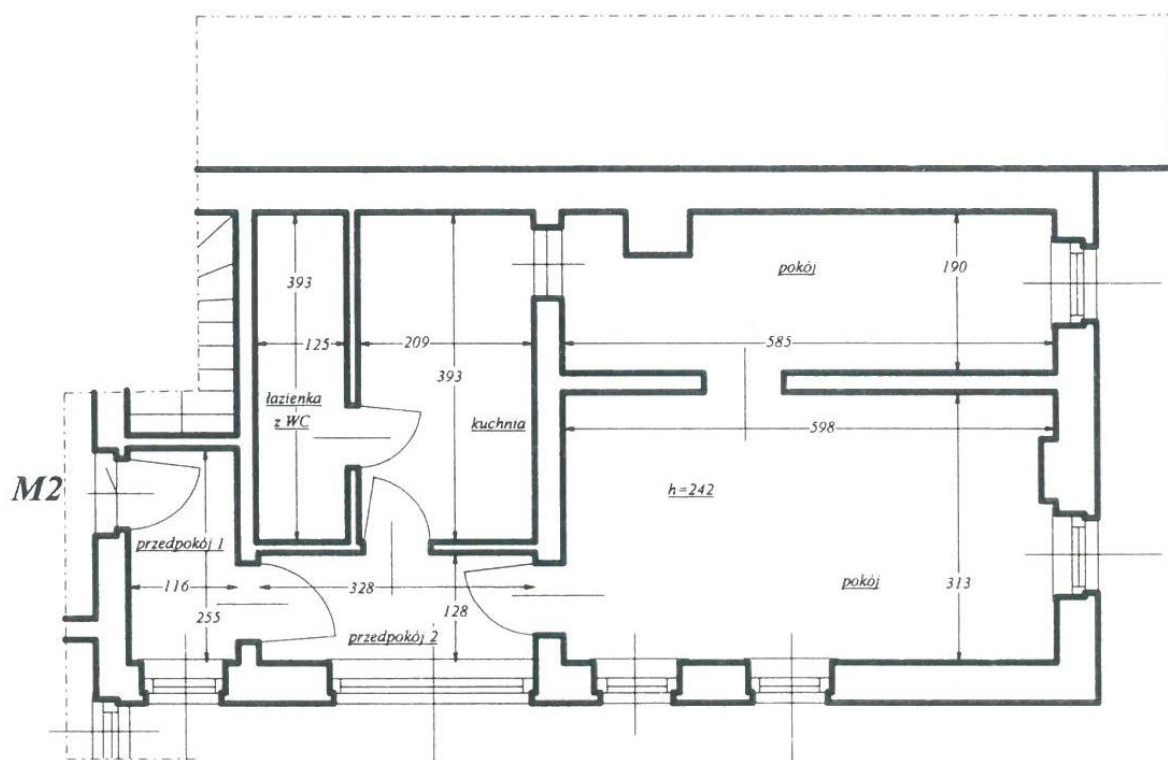 393
125
łazienka
z WC
209
393
kuchnia
pokój
190
585
598
h=242
pokój
313
M2
przedpokój 1
116
255
328
128
przedpokój 2